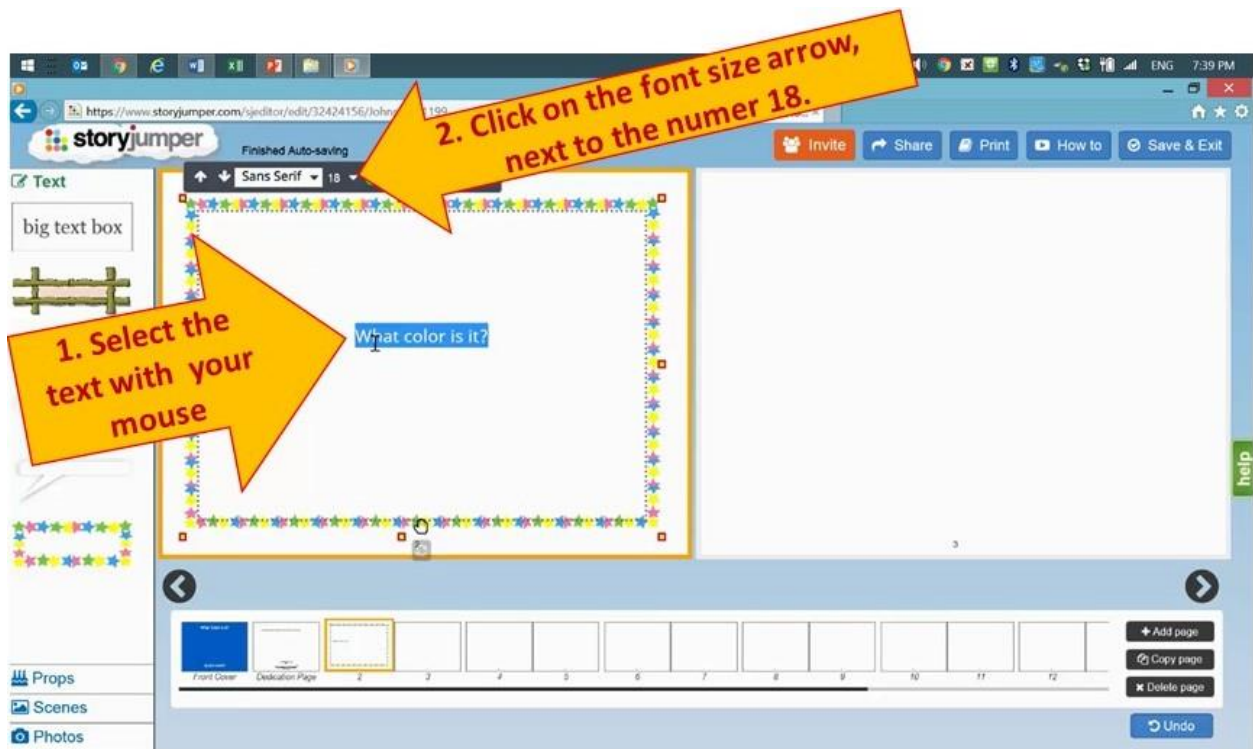 2. Click on the font size arrow,
next to the numer 18.
ENG 7:39 PM
https://www.storyjumper.com/sjeditor/edit/32424156/John
1199
storyjumper
Finished Auto-saving
Invite
Share
Print
How to
Save & Exit
Text
Sans Serif 18
big text box
1. Select the
text with your
mouse
What color is it?
help
3
Front Cover Dedication Page 2 3 4 5 6 7 8 9 10 11 12
+ Add page
Copy page
Delete page
Props
Scenes
Photos
Undo